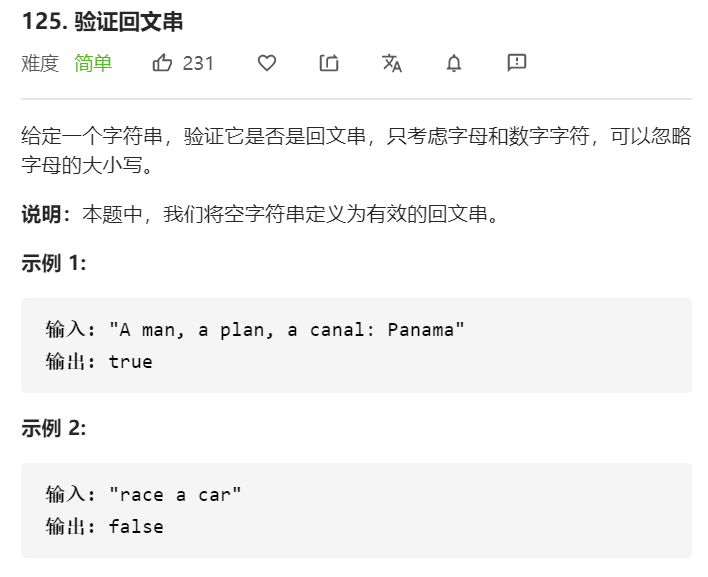 125. 验证回文串
难度 简单 231
给定一个字符串，验证它是否是回文串，只考虑字母和数字字符，可以忽略
字母的大小写。
说明：本题中，我们将空字符串定义为有效的回文串。
示例 1:
输入: "A man, a plan, a canal: Panama"
输出: true
示例 2:
输入: "race a car"
输出: false